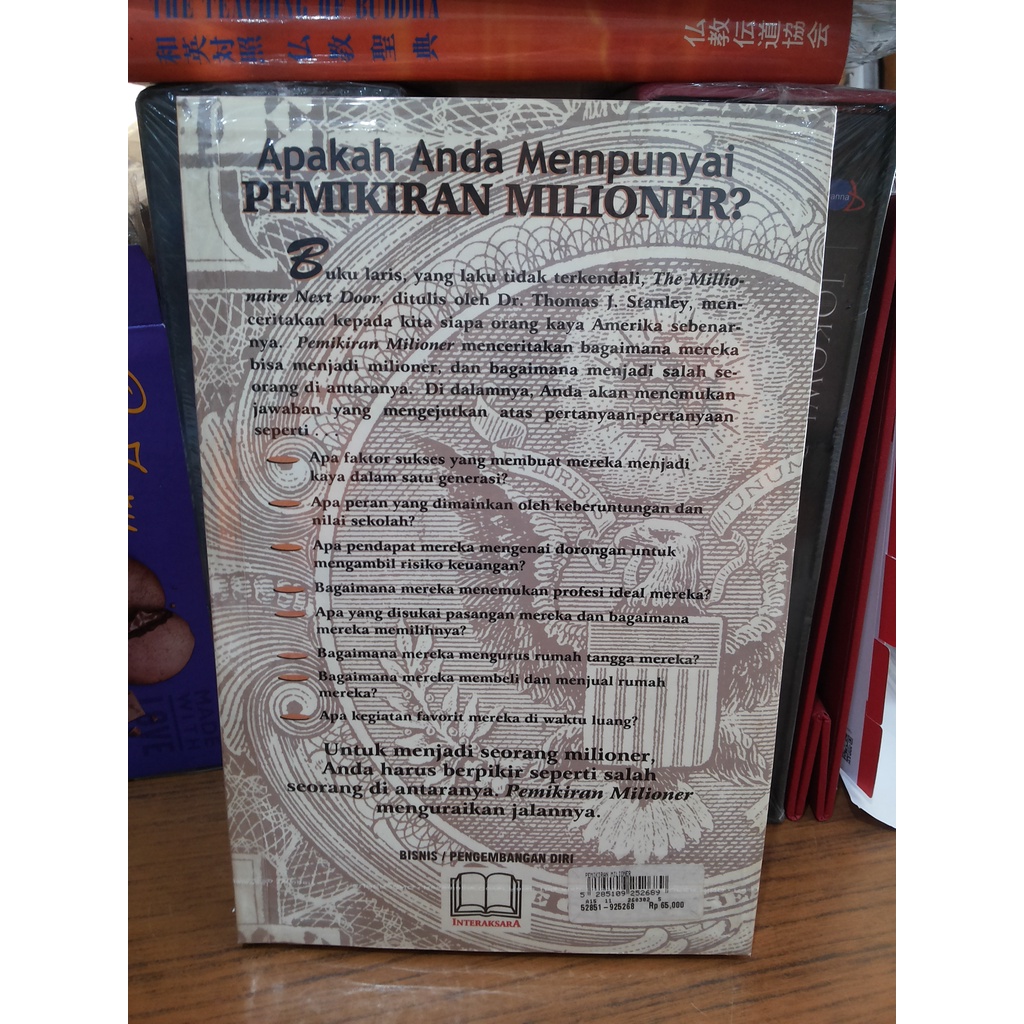 THE TEACHING OF BUDDHA
和英対照 仏教聖典
仏教伝道協会
Apakah Anda Mempunyai
PEMIKIRAN MILIONER?
Buku laris, yang laku tidak terkendali, The Millio-
naire Next Door, ditulis oleh Dr. Thomas J. Stanley, men-
ceritakan kepada kita siapa orang kaya Amerika sebenar-
nya. Pemikiran Milioner menceritakan bagaimana mereka
bisa menjadi milioner, dan bagaimana menjadi salah se-
orang di antaranya. Di dalamnya, Anda akan menemukan
jawaban yang mengejutkan atas pertanyaan-pertanyaan
seperti . . .
Apa faktor sukses yang membuat mereka menjadi
kaya dalam satu generasi?
Apa peran yang dimainkan oleh keberuntungan dan
nilai sekolah?
Apa pendapat mereka mengenai dorongan untuk
mengambil risiko keuangan?
Bagaimana mereka menemukan profesi ideal mereka?
Apa yang disukai pasangan mereka dan bagaimana
mereka memilihnya?
Bagaimana mereka mengurus rumah tangga mereka?
Bagaimana mereka membeli dan menjual rumah
mereka?
Apa kegiatan favorit mereka di waktu luang?
Untuk menjadi seorang milioner,
Anda harus berpikir seperti salah
seorang di antaranya. Pemikiran Milioner
menguraikan jalannya.
BISNIS / PENGEMBANGAN DIRI
INTERAKSARA
PEMIKIRAN MILIONER
5 285109 252689
52851-925268 Rp 65,000
PLURIBUS
UNUM
JOKOWI